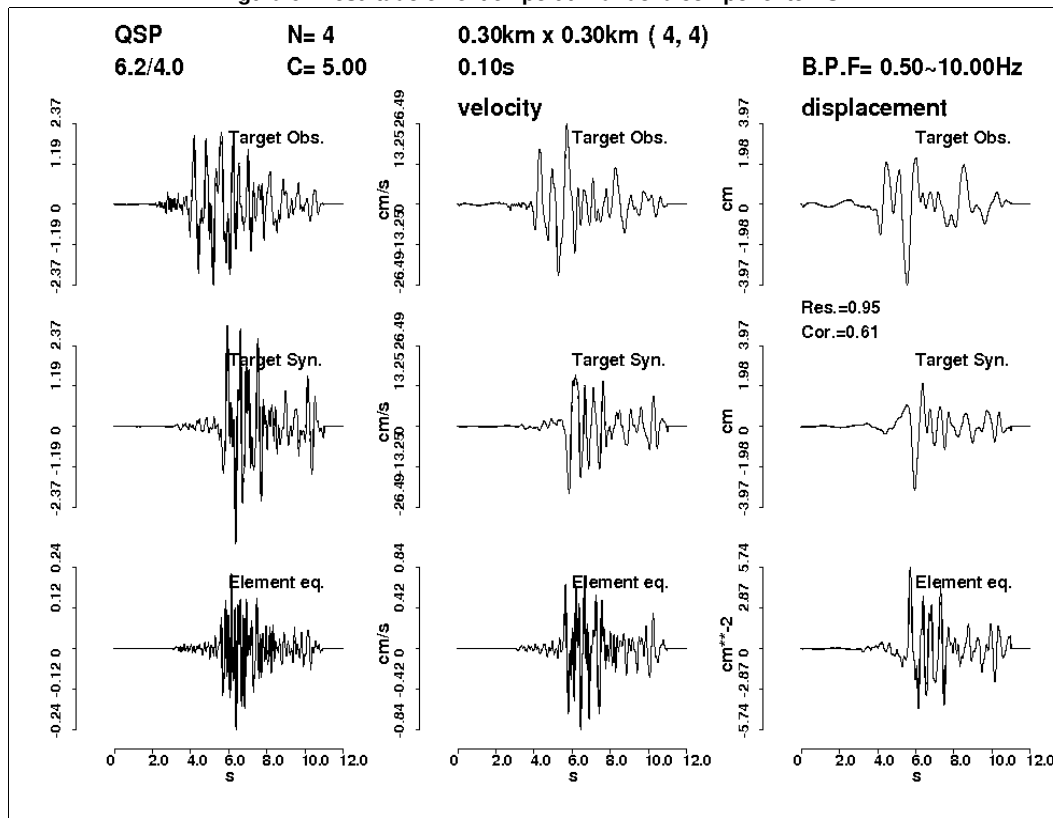 QSP N= 4 0.30km x 0.30km ( 4, 4)
6.2/4.0 C= 5.00 0.10s B.P.F= 0.50~10.00Hz
velocity displacement
Target Obs. Target Obs. Target Obs.
2.37 1.19 0 -1.19 -2.37
cm/s 26.49 13.25 0 -13.25 -26.49
cm 3.97 1.98 0 -1.98 -3.97
Res.=0.95
Cor.=0.61
Target Syn. Target Syn. Target Syn.
2.37 1.19 0 -1.19 -2.37
cm/s 26.49 13.25 0 -13.25 -26.49
cm 3.97 1.98 0 -1.98 -3.97
Element eq. Element eq. Element eq.
0.24 0.12 0 -0.12 -0.24
cm/s 0.84 0.42 0 -0.42 -0.84
cm**-2 5.74 2.87 0 -2.87 -5.74
0 2.0 4.0 6.0 8.0 10.0 12.0 0 2.0 4.0 6.0 8.0 10.0 12.0 0 2.0 4.0 6.0 8.0 10.0 12.0
s s s